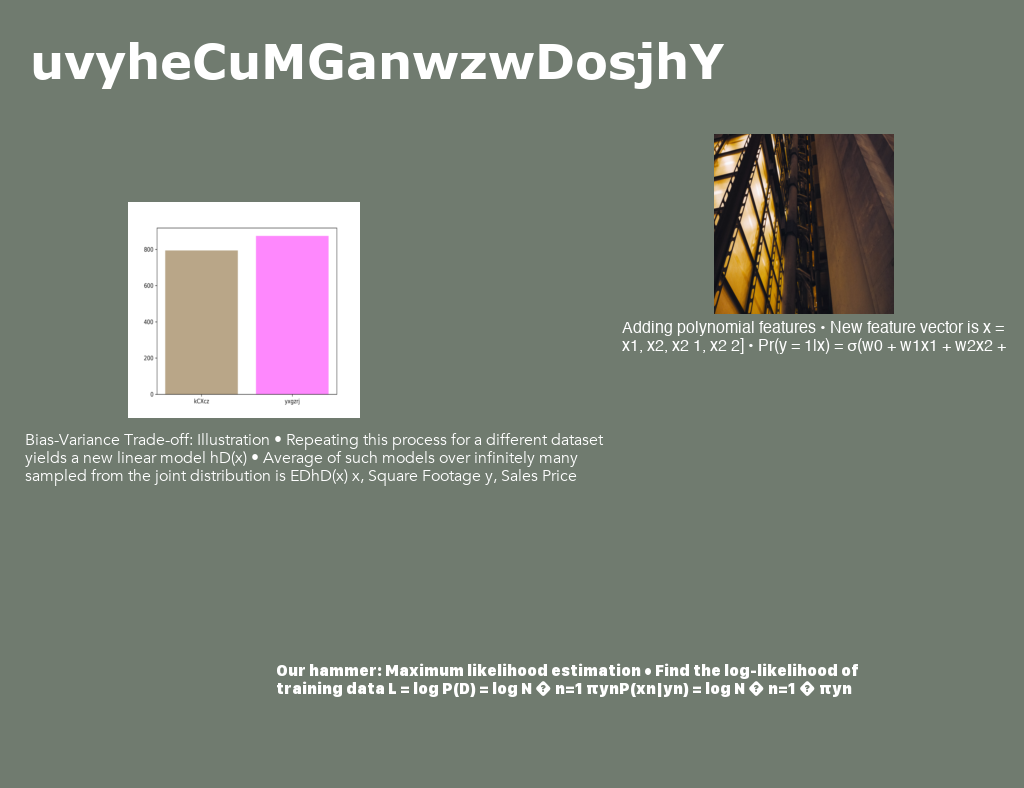 uvyheCuMGanwzwDosjhY
800
600
400
200
0
kCXcz
yxgzrj
Adding polynomial features • New feature vector is x =
x1, x2, x2 1, x2 2] • Pr(y = 1|x) = σ(w0 + w1x1 + w2x2 +
Bias-Variance Trade-off: Illustration • Repeating this process for a different dataset
yields a new linear model hD(x) • Average of such models over infinitely many
sampled from the joint distribution is EDhD(x) x, Square Footage y, Sales Price
Our hammer: Maximum likelihood estimation • Find the log-likelihood of
training data L = log P(D) = log N � n=1 πynP(xn|yn) = log N � n=1 � πyn